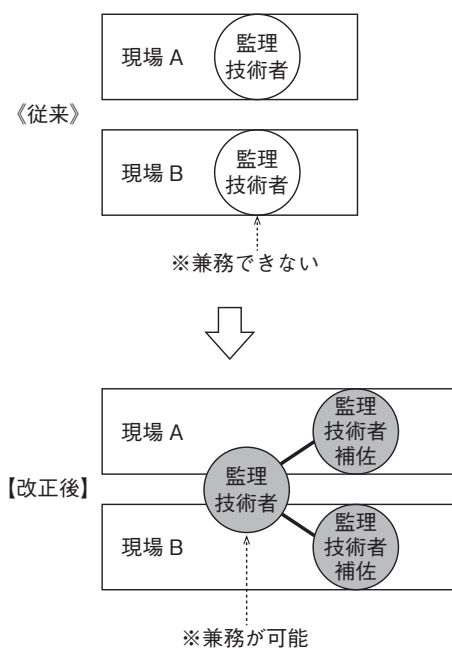 現場 A
監理
技術者
《従来》
現場 B
監理
技術者
※兼務できない
現場 A
監理
技術者
補佐
【改正後】
監理
技術者
現場 B
監理
技術者
補佐
※兼務が可能